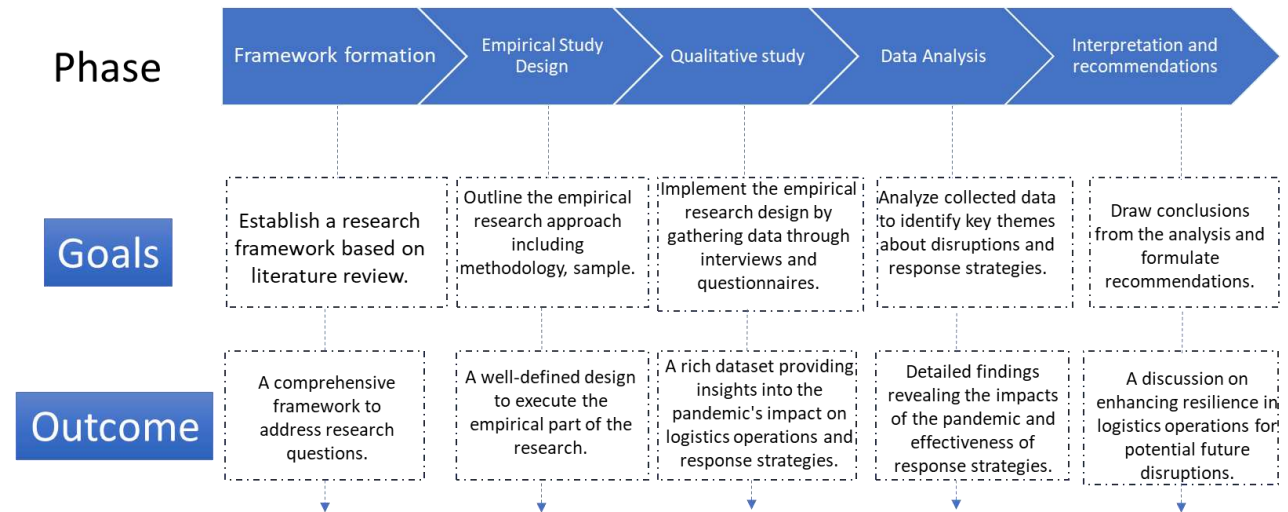 Phase
Framework formation
Empirical Study
Design
Qualitative study
Data Analysis
Interpretation and
recommendations
Goals
Establish a research
framework based on
literature review.
Outline the empirical
research approach
including
methodology, sample.
Implement the empirical
research design by
gathering data through
interviews and
questionnaires.
Analyze collected data
to identify key themes
about disruptions and
response strategies.
Draw conclusions
from the analysis and
formulate
recommendations.
Outcome
A comprehensive
framework to
address research
questions.
A well-defined design
to execute the
empirical part of the
research.
A rich dataset providing
insights into the
pandemic's impact on
logistics operations and
response strategies.
Detailed findings
revealing the impacts
of the pandemic and
effectiveness of
response strategies.
A discussion on
enhancing resilience in
logistics operations for
potential future
disruptions.